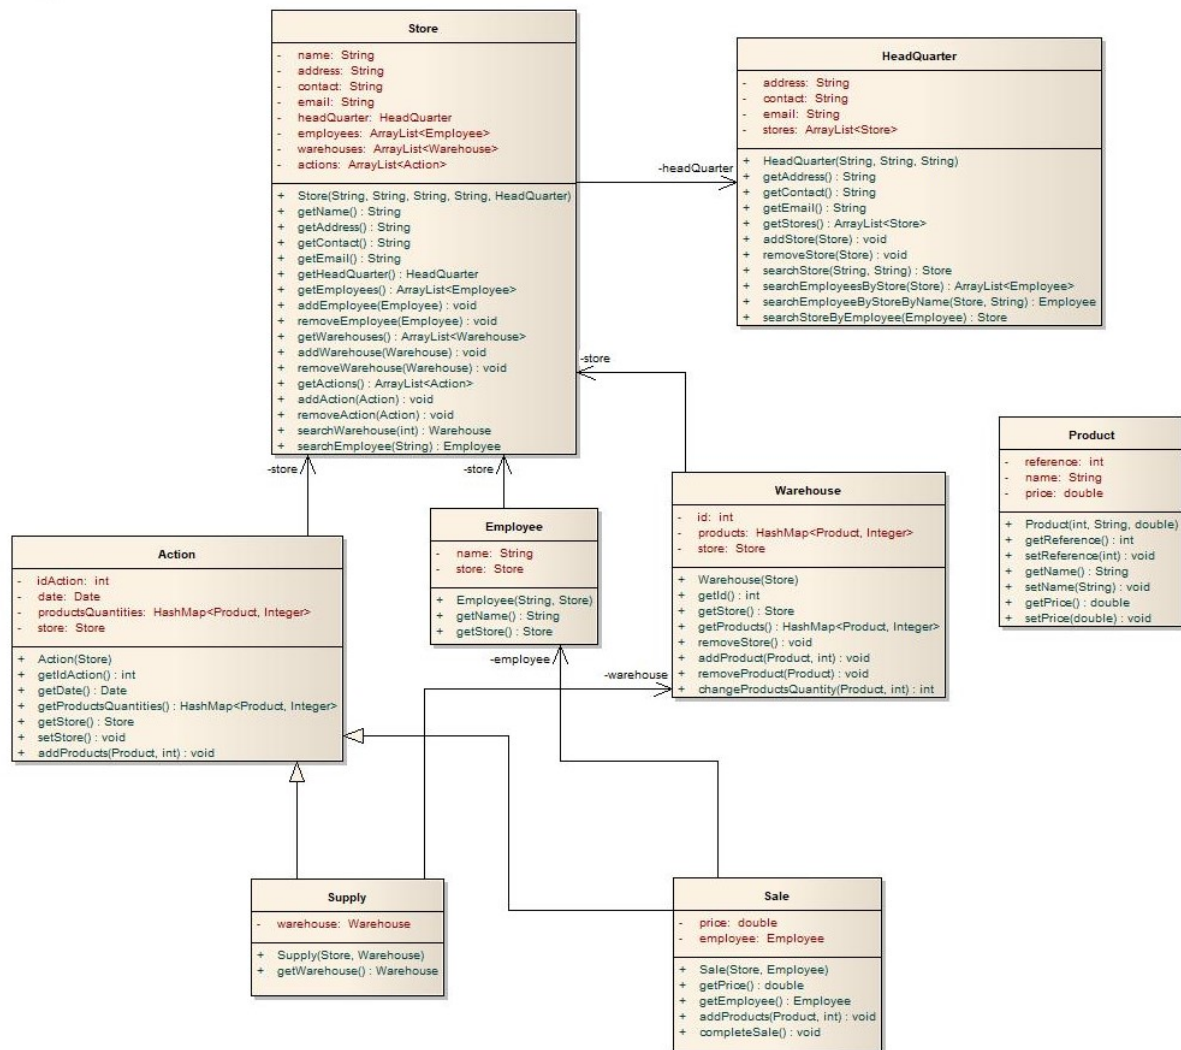 Store
- name: String
- address: String
- contact: String
- email: String
- headQuarter: HeadQuarter
- employees: ArrayList<Employee>
- warehouses: ArrayList<Warehouse>
- actions: ArrayList<Action>
+ Store(String, String, String, String, HeadQuarter)
+ getName() : String
+ getAddress() : String
+ getContact() : String
+ getEmail() : String
+ getHeadQuarter() : HeadQuarter
+ getEmployees() : ArrayList<Employee>
+ addEmployee(Employee) : void
+ removeEmployee(Employee) : void
+ getWarehouses() : ArrayList<Warehouse>
+ addWarehouse(Warehouse) : void
+ removeWarehouse(Warehouse) : void
+ getActions() : ArrayList<Action>
+ addAction(Action) : void
+ removeAction(Action) : void
+ searchWarehouse(int) : Warehouse
+ searchEmployee(String) : Employee
-headQuarter
HeadQuarter
- address: String
- contact: String
- email: String
- stores: ArrayList<Store>
+ HeadQuarter(String, String, String)
+ getAddress() : String
+ getContact() : String
+ getEmail() : String
+ getStores() : ArrayList<Store>
+ addStore(Store) : void
+ removeStore(Store) : void
+ searchStore(String, String) : Store
+ searchEmployeesByStore(Store) : ArrayList<Employee>
+ searchEmployeeByStoreByName(Store, String) : Employee
+ searchStoreByEmployee(Employee) : Store
-store
-store
-store
Product
- reference: int
- name: String
- price: double
+ Product(int, String, double)
+ getReference() : int
+ setReference(int) : void
+ getName() : String
+ setName(String) : void
+ getPrice() : double
+ setPrice(double) : void
Warehouse
- id: int
- products: HashMap<Product, Integer>
- store: Store
+ Warehouse(Store)
+ getId() : int
+ getStore() : Store
+ getProducts() : HashMap<Product, Integer>
+ removeStore() : void
+ addProduct(Product, int) : void
+ removeProduct(Product) : void
+ changeProductsQuantity(Product, int) : int
Employee
- name: String
- store: Store
+ Employee(String, Store)
+ getName() : String
+ getStore() : Store
-employee
-warehouse
Action
- idAction: int
- date: Date
- productsQuantities: HashMap<Product, Integer>
- store: Store
+ Action(Store)
+ getIdAction() : int
+ getDate() : Date
+ getProductsQuantities() : HashMap<Product, Integer>
+ getStore() : Store
+ setStore() : void
+ addProducts(Product, int) : void
Supply
- warehouse: Warehouse
+ Supply(Store, Warehouse)
+ getWarehouse() : Warehouse
Sale
- price: double
- employee: Employee
+ Sale(Store, Employee)
+ getPrice() : double
+ getEmployee() : Employee
+ addProducts(Product, int) : void
+ completeSale() : void